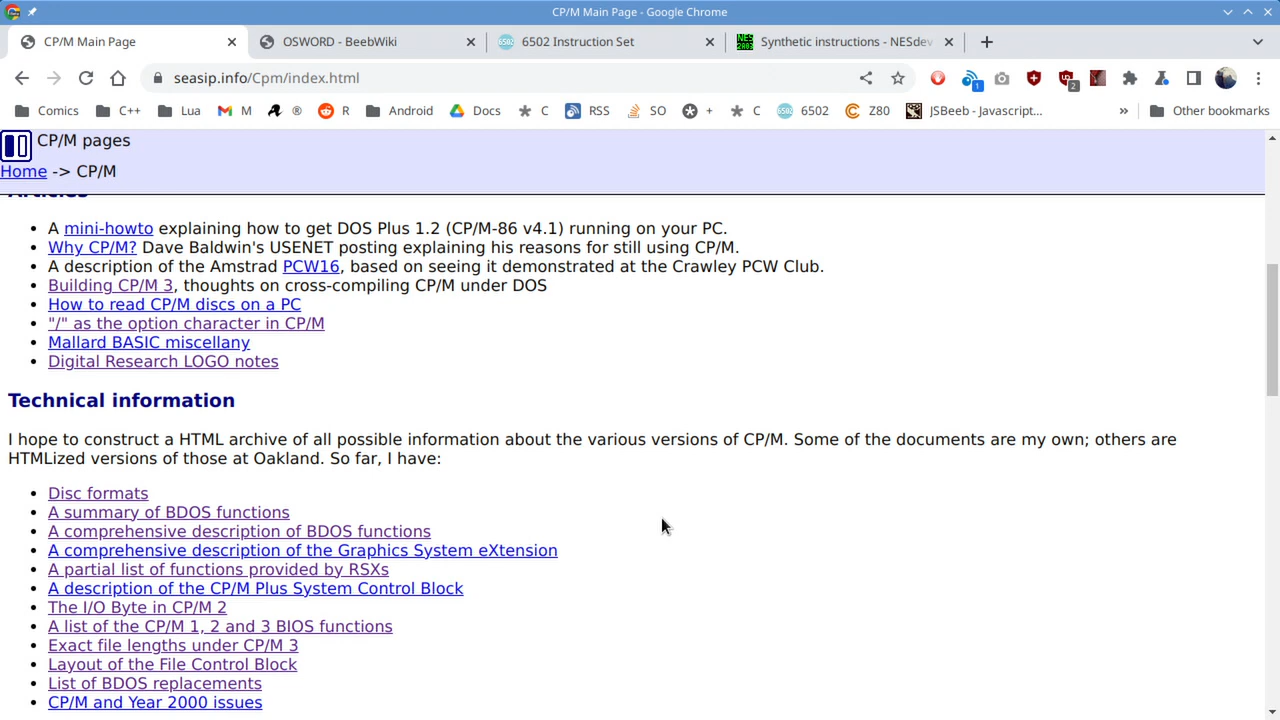 CP/M Main Page - Google Chrome
CP/M Main Page
OSWORD - BeebWiki
6502 Instruction Set
Synthetic instructions - NESdev
seasip.info/Cpm/index.html
1
2
Comics C++ Lua M A ® R Android Docs C RSS SO + C 6502 Z80 JSBeeb - Javascript... » Other bookmarks
CP/M pages
Home -> CP/M
Articles
• A mini-howto explaining how to get DOS Plus 1.2 (CP/M-86 v4.1) running on your PC.
• Why CP/M? Dave Baldwin's USENET posting explaining his reasons for still using CP/M.
• A description of the Amstrad PCW16, based on seeing it demonstrated at the Crawley PCW Club.
• Building CP/M 3, thoughts on cross-compiling CP/M under DOS
• How to read CP/M discs on a PC
• "/" as the option character in CP/M
• Mallard BASIC miscellany
• Digital Research LOGO notes
Technical information
I hope to construct a HTML archive of all possible information about the various versions of CP/M. Some of the documents are my own; others are
HTMLized versions of those at Oakland. So far, I have:
• Disc formats
• A summary of BDOS functions
• A comprehensive description of BDOS functions
• A comprehensive description of the Graphics System eXtension
• A partial list of functions provided by RSXs
• A description of the CP/M Plus System Control Block
• The I/O Byte in CP/M 2
• A list of the CP/M 1, 2 and 3 BIOS functions
• Exact file lengths under CP/M 3
• Layout of the File Control Block
• List of BDOS replacements
• CP/M and Year 2000 issues